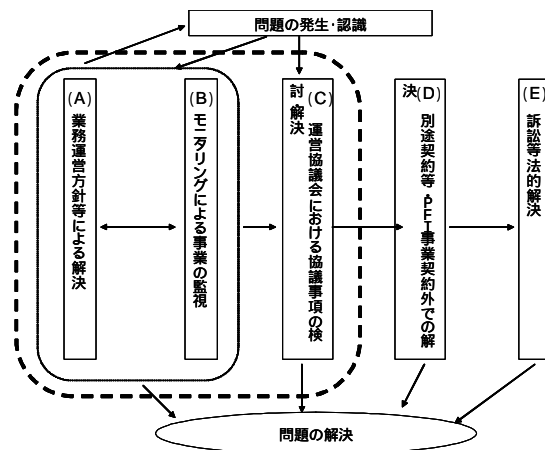 問題の発生・認識
(A)
業務運営方針等による解決
(B)
モニタリングによる事業の監視
(C)
運営協議会における協議事項の検
討・解決
(D)
別途契約等、PFI事業契約外での解
決
(E)
訴訟等法的解決
問題の解決